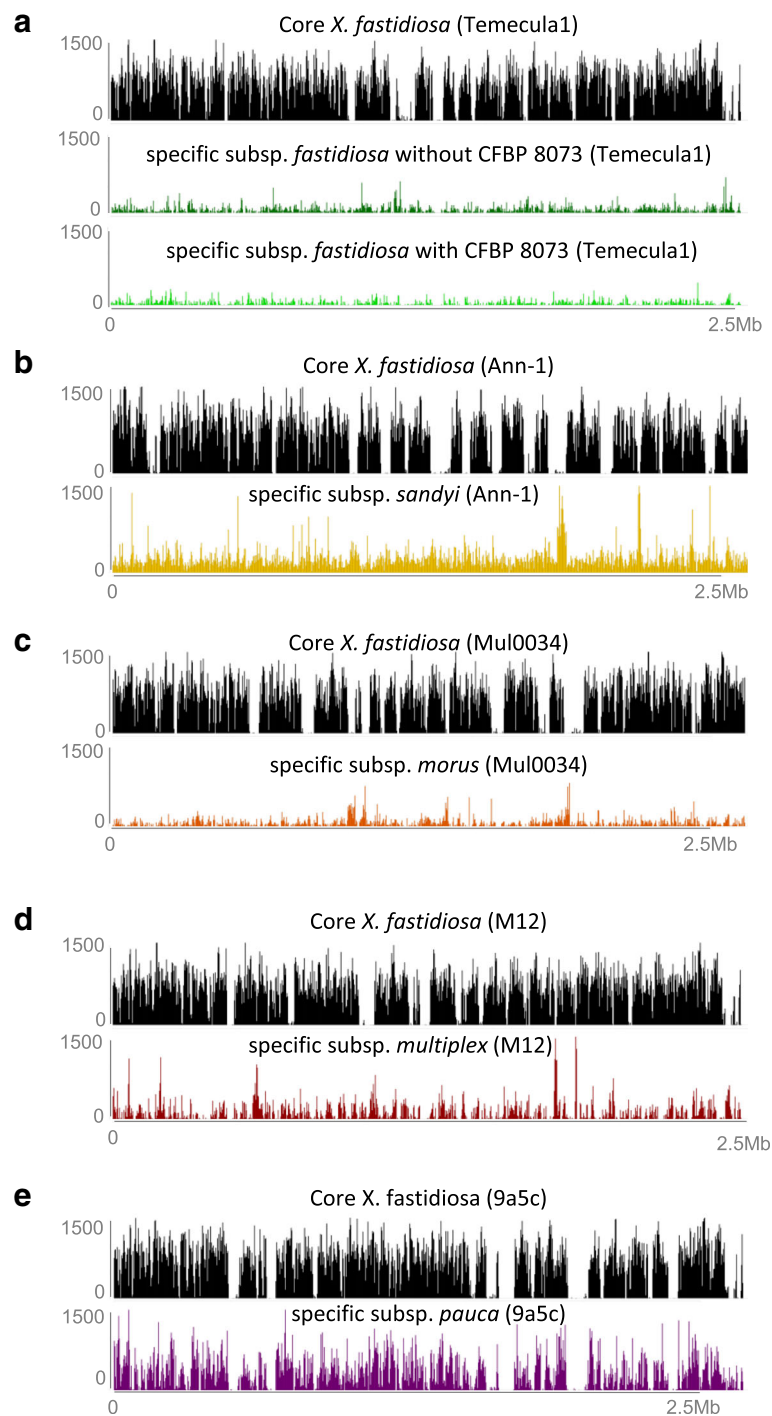 a
Core X. fastidiosa (Temecula1)
1500
0
1500
specific subsp. fastidiosa without CFBP 8073 (Temecula1)
0
1500
specific subsp. fastidiosa with CFBP 8073 (Temecula1)
0
0 2.5Mb
b
Core X. fastidiosa (Ann-1)
1500
0
1500
specific subsp. sandyi (Ann-1)
0
0 2.5Mb
c
Core X. fastidiosa (Mul0034)
1500
0
1500
specific subsp. morus (Mul0034)
0
0 2.5Mb
d
Core X. fastidiosa (M12)
1500
0
1500
specific subsp. multiplex (M12)
0
0 2.5Mb
e
Core X. fastidiosa (9a5c)
1500
0
1500
specific subsp. pauca (9a5c)
0
0 2.5Mb